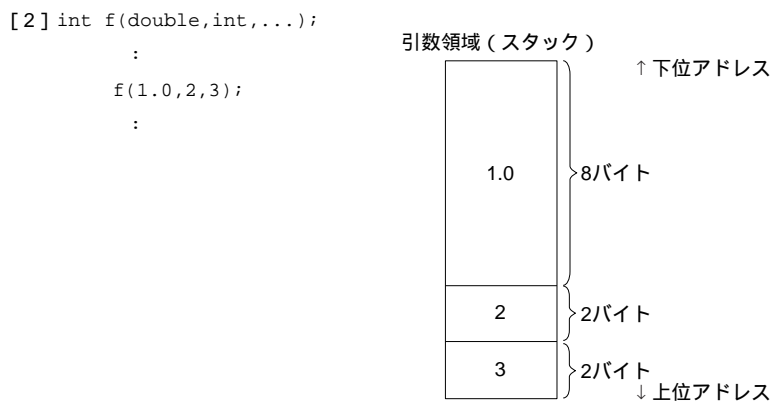 [2] int f(double,int,...);
:
f(1.0,2,3);
:
引数領域(スタック)
↑下位アドレス
1.0
8バイト
2
2バイト
3
2バイト
↓上位アドレス